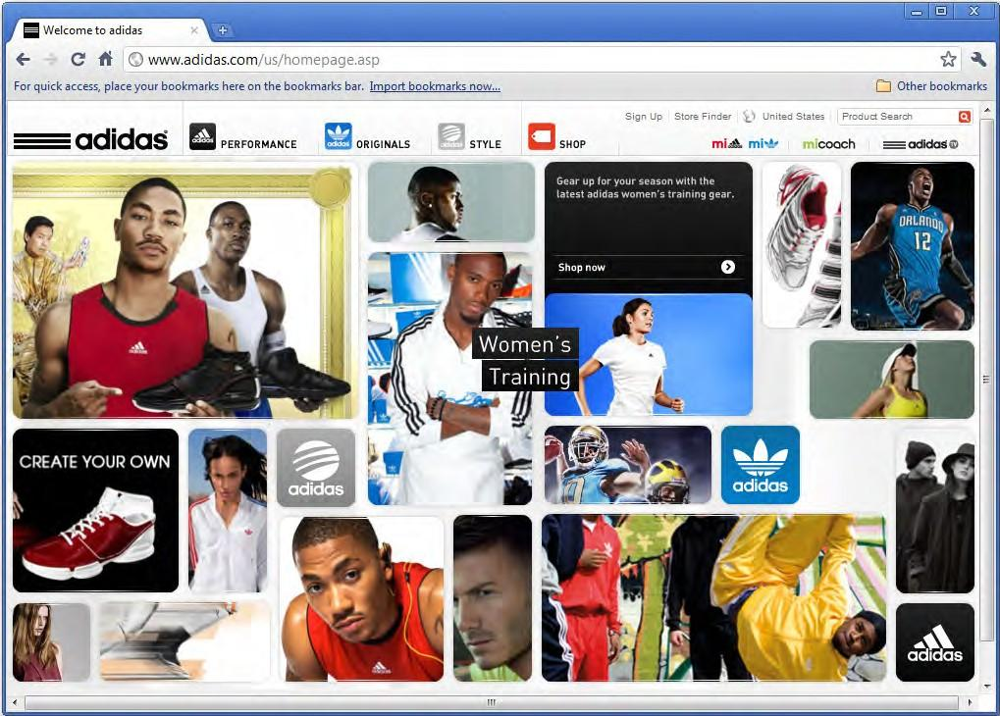 Welcome to adidas
www.adidas.com/us/homepage.asp
For quick access, place your bookmarks here on the bookmarks bar. Import bookmarks now...
Other bookmarks
Sign Up
Store Finder
United States
Product Search
adidas
PERFORMANCE
ORIGINALS
STYLE
SHOP
mi
mi
micoach
adidas TV
Gear up for your season with the
latest adidas women's training gear.
Shop now
ORLANDO
12
Women's
Training
CREATE YOUR OWN
adidas
adidas
adidas